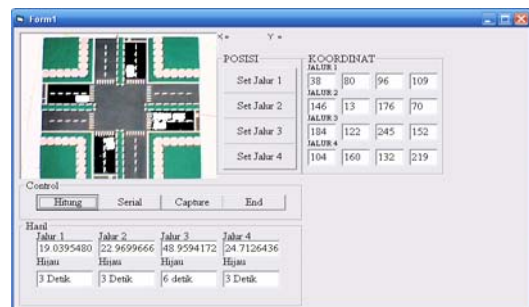 Form1
X = Y =
POSISI
Set Jalur 1
Set Jalur 2
Set Jalur 3
Set Jalur 4
KOORDINAT
JALUR 1
38 80 96 109
JALUR 2
146 13 176 70
JALUR 3
184 122 245 152
JALUR 4
104 160 132 219
Control
Hitung Serial Capture End
Hasil
Jalur 1 Jalur 2 Jalur 3 Jalur 4
19.0395480 22.9699666 48.9594172 24.7126436
Hijau Hijau Hijau Hijau
3 Detik 3 Detik 6 detik 3 Detik